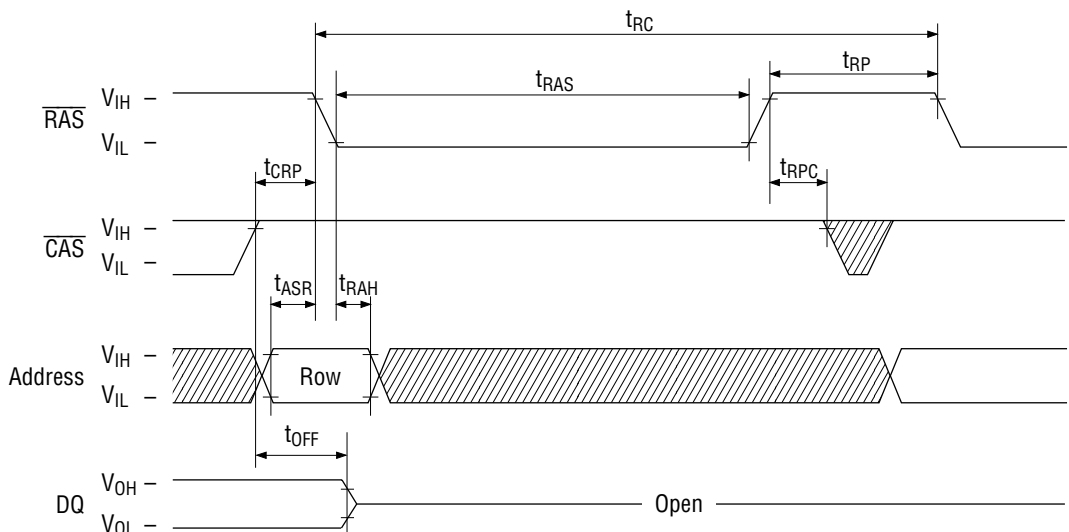 tRC
tRP
tRAS
RAS
VIH –
VIL –
tCRP
tRPC
CAS
VIH –
VIL –
tASR
tRAH
Address
VIH –
VIL –
Row
tOFF
DQ
VOH –
VOL –
Open